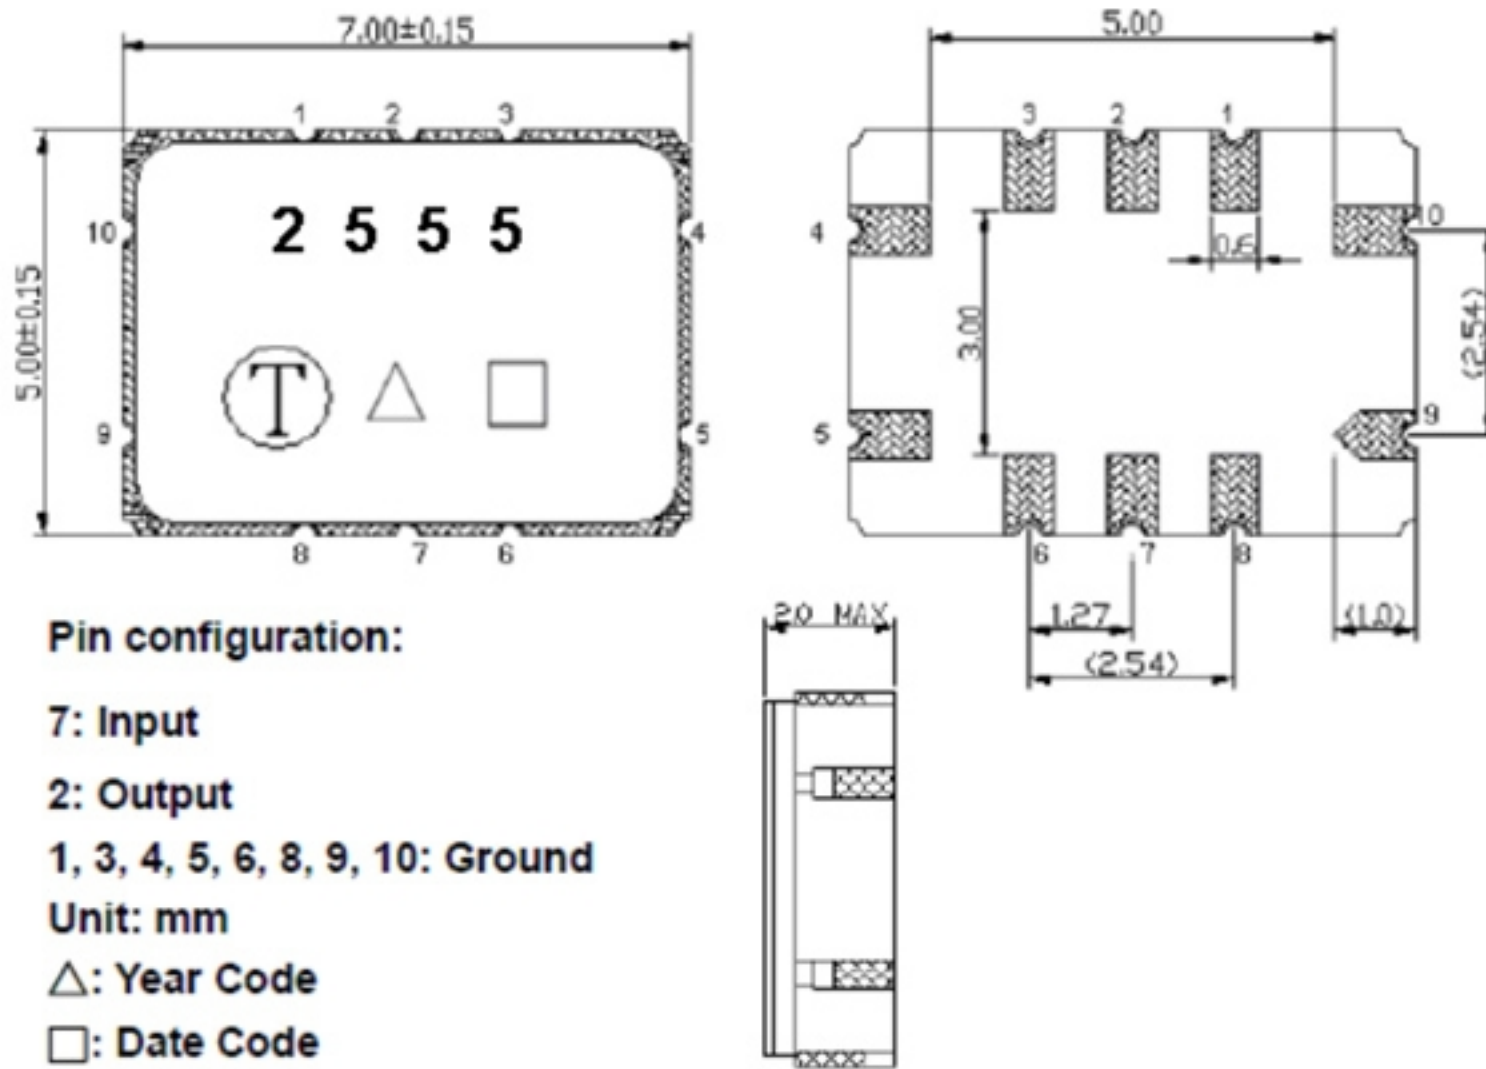 7.00±0.15
1 2 3
10 4
5.00±0.15
2 5 5 5
T
9 5
8 7 6
5.00
3 2 1
4 10
0.6
3.00
(2.54)
5 9
6 7 8
1.27 (1.0)
(2.54)
2.0 MAX
Pin configuration:
7: Input
2: Output
1, 3, 4, 5, 6, 8, 9, 10: Ground
Unit: mm
△: Year Code
□: Date Code